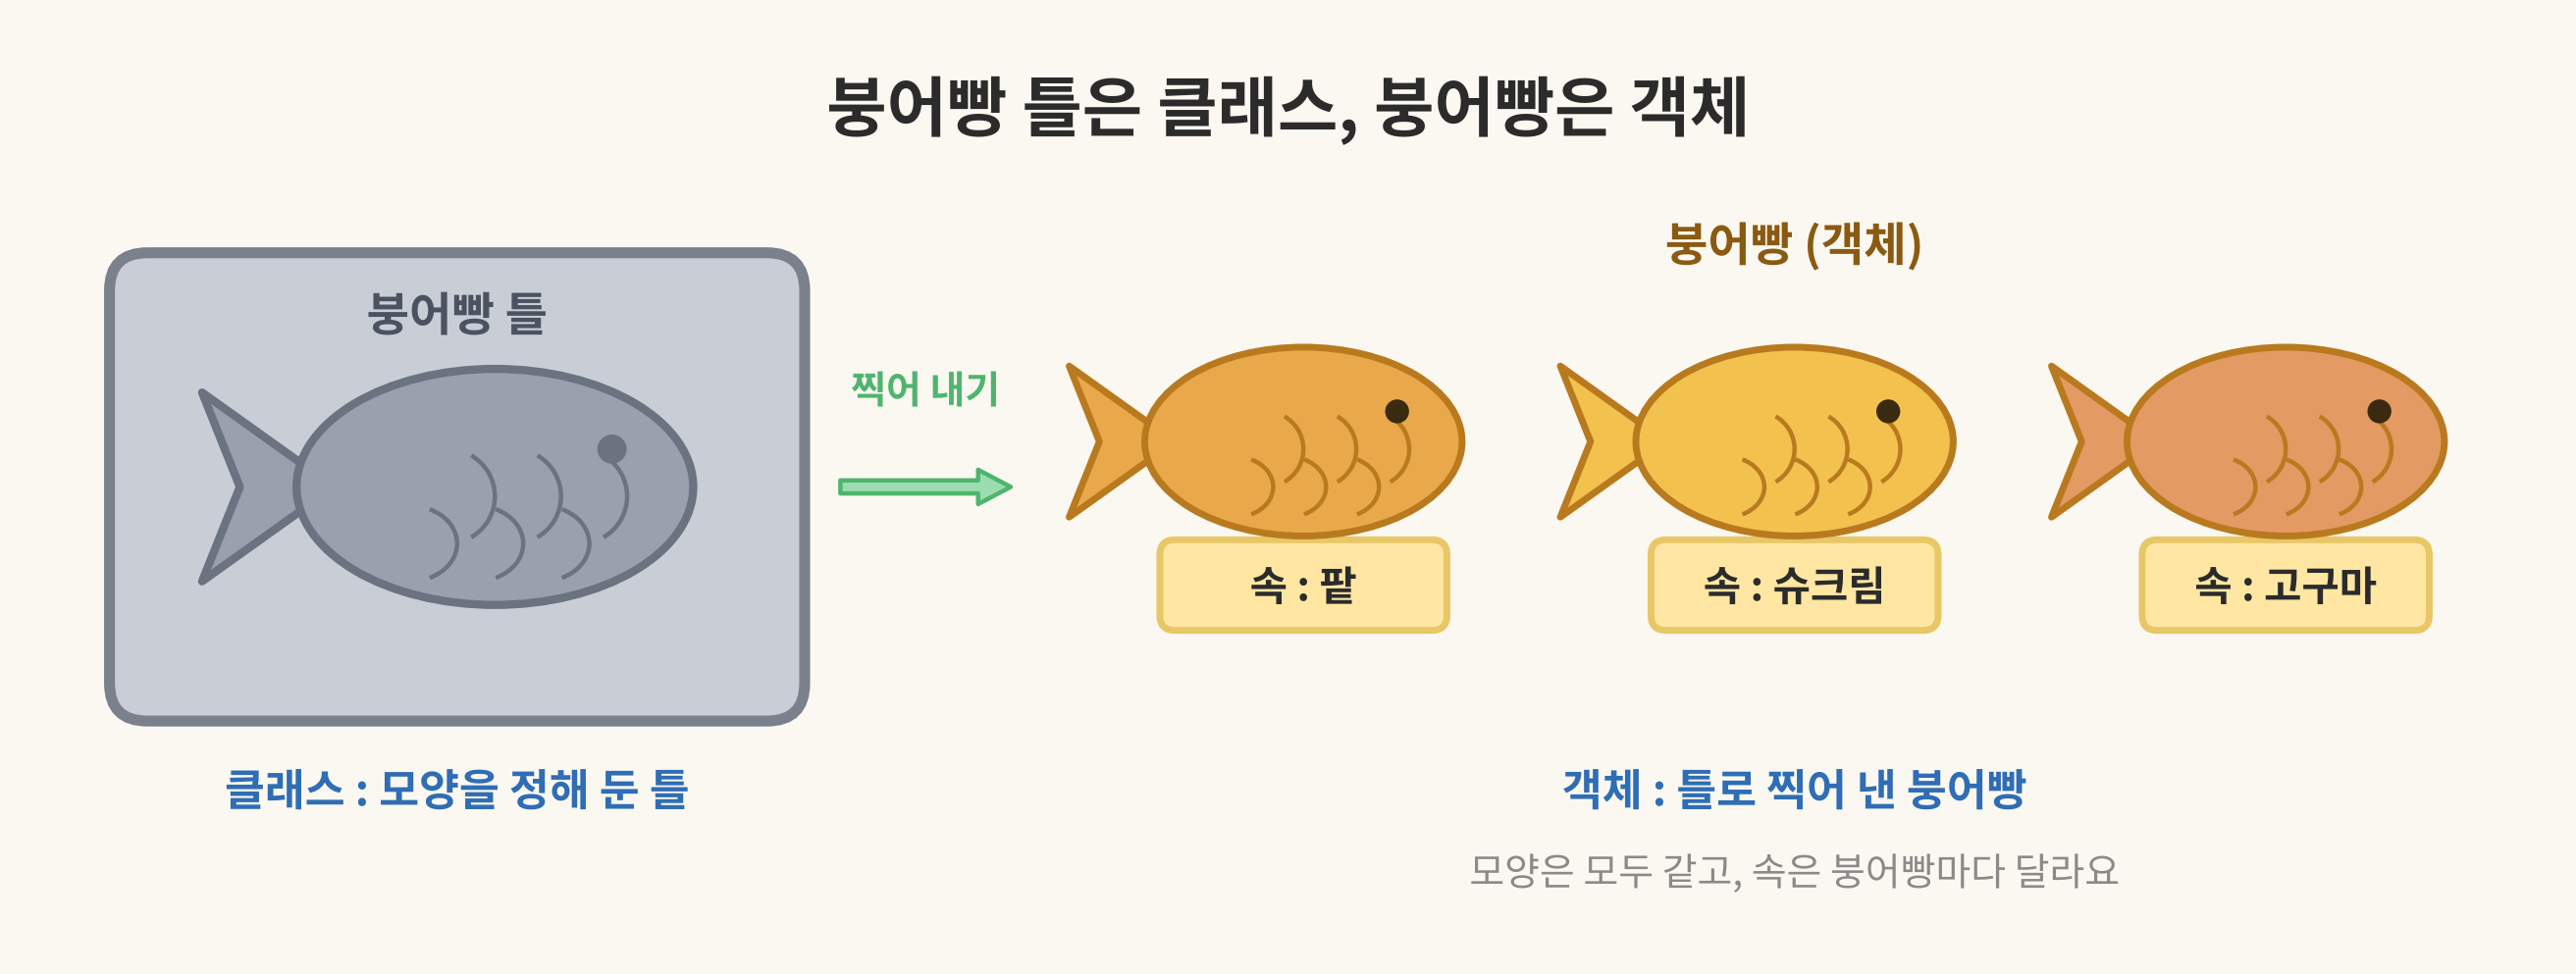 붕어빵 틀은 클래스, 붕어빵은 객체
붕어빵 틀
클래스 : 모양을 정해 둔 틀
찍어 내기
붕어빵 (객체)
속 : 팥
속 : 슈크림
속 : 고구마
객체 : 틀로 찍어 낸 붕어빵
모양은 모두 같고, 속은 붕어빵마다 달라요